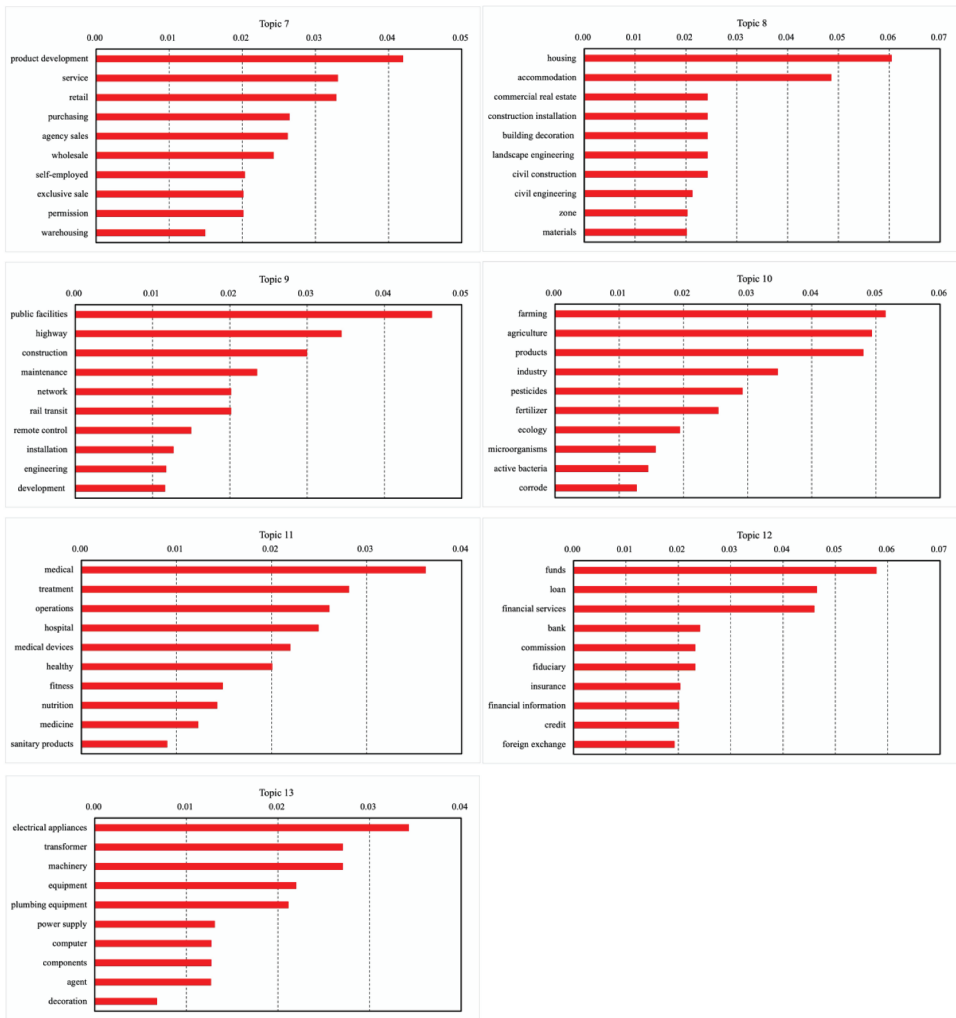 Topic 7
0.00 0.01 0.02 0.03 0.04 0.05
product development
service
retail
purchasing
agency sales
wholesale
self-employed
exclusive sale
permission
warehousing
Topic 8
0.00 0.01 0.02 0.03 0.04 0.05 0.06 0.07
housing
accommodation
commercial real estate
construction installation
building decoration
landscape engineering
civil construction
civil engineering
zone
materials
Topic 9
0.00 0.01 0.02 0.03 0.04 0.05
public facilities
highway
construction
maintenance
network
rail transit
remote control
installation
engineering
development
Topic 10
0.00 0.01 0.02 0.03 0.04 0.05 0.06
farming
agriculture
products
industry
pesticides
fertilizer
ecology
microorganisms
active bacteria
corrode
Topic 11
0.00 0.01 0.02 0.03 0.04
medical
treatment
operations
hospital
medical devices
healthy
fitness
nutrition
medicine
sanitary products
Topic 12
0.00 0.01 0.02 0.03 0.04 0.05 0.06 0.07
funds
loan
financial services
bank
commission
fiduciary
insurance
financial information
credit
foreign exchange
Topic 13
0.00 0.01 0.02 0.03 0.04
electrical appliances
transformer
machinery
equipment
plumbing equipment
power supply
computer
components
agent
decoration